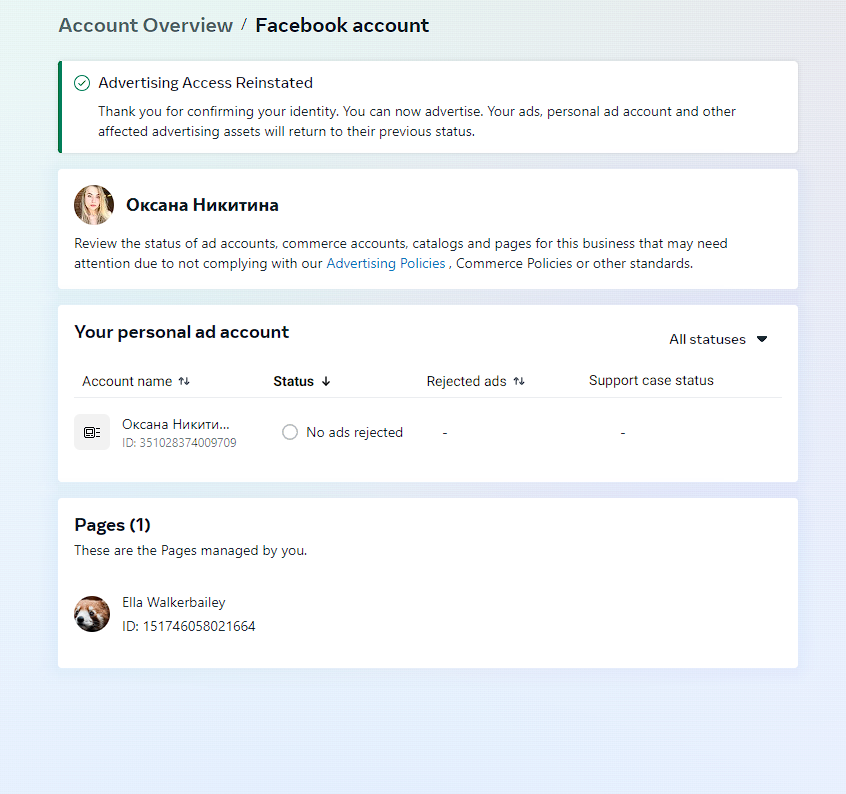 Account Overview / Facebook account
Advertising Access Reinstated
Thank you for confirming your identity. You can now advertise. Your ads, personal ad account and other
affected advertising assets will return to their previous status.
Оксана Никитина
Review the status of ad accounts, commerce accounts, catalogs and pages for this business that may need
attention due to not complying with our Advertising Policies , Commerce Policies or other standards.
Your personal ad account
All statuses
Account name Status Rejected ads Support case status
Оксана Никити... No ads rejected - -
ID: 351028374009709
Pages (1)
These are the Pages managed by you.
Ella Walkerbailey
ID: 151746058021664